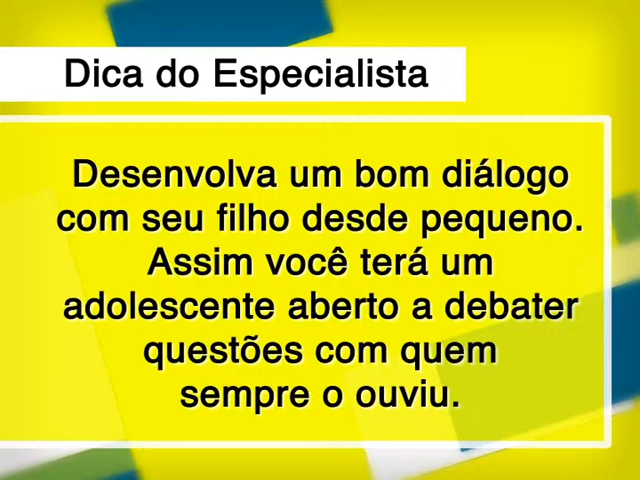 Dica do Especialista
Desenvolva um bom diálogo
com seu filho desde pequeno.
Assim você terá um
adolescente aberto a debater
questões com quem
sempre o ouviu.